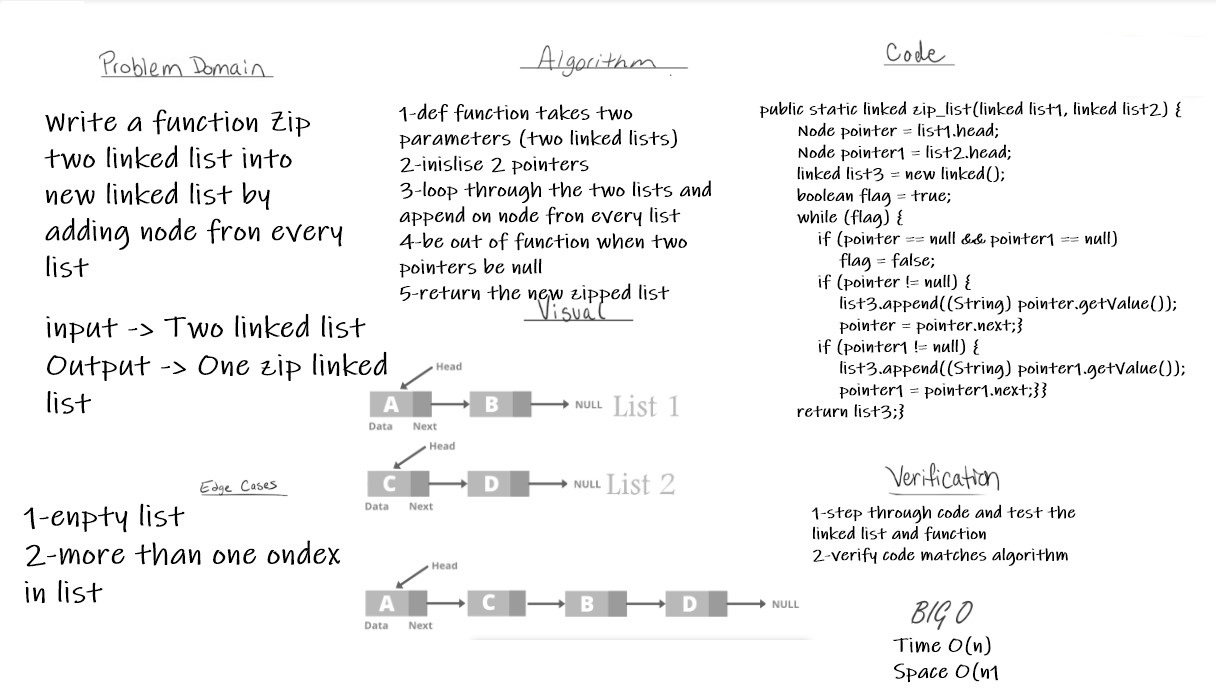 Problem Domain
Write a function Zip
two linked list into
new linked list by
adding node fron every
list
input -> Two linked list
Output -> One zip linked
list
Edge Cases
1-enpty list
2-more than one ondex
in list
Algorithm
1-def function takes two
parameters (two linked lists)
2-inislise 2 pointers
3-loop through the two lists and
append on node fron every list
4-be out of function when two
pointers be null
5-return the new zipped list
Visual
Head
A B NULL List 1
Data Next
Head
C D NULL List 2
Data Next
Head
A C B D NULL
Data Next
Code
public static linked zip_list(linked list1, linked list2) {
Node pointer = list1.head;
Node pointer1 = list2.head;
linked list3 = new linked();
boolean flag = true;
while (flag) {
if (pointer == null && pointer1 == null)
flag = false;
if (pointer != null) {
list3.append((String) pointer.getValue());
pointer = pointer.next;}
if (pointer1 != null) {
list3.append((String) pointer1.getValue());
pointer1 = pointer1.next;}}
return list3;}
Verification
1-step through code and test the
linked list and function
2-verify code matches algorithm
BIG O
Time O(n)
Space O(n1